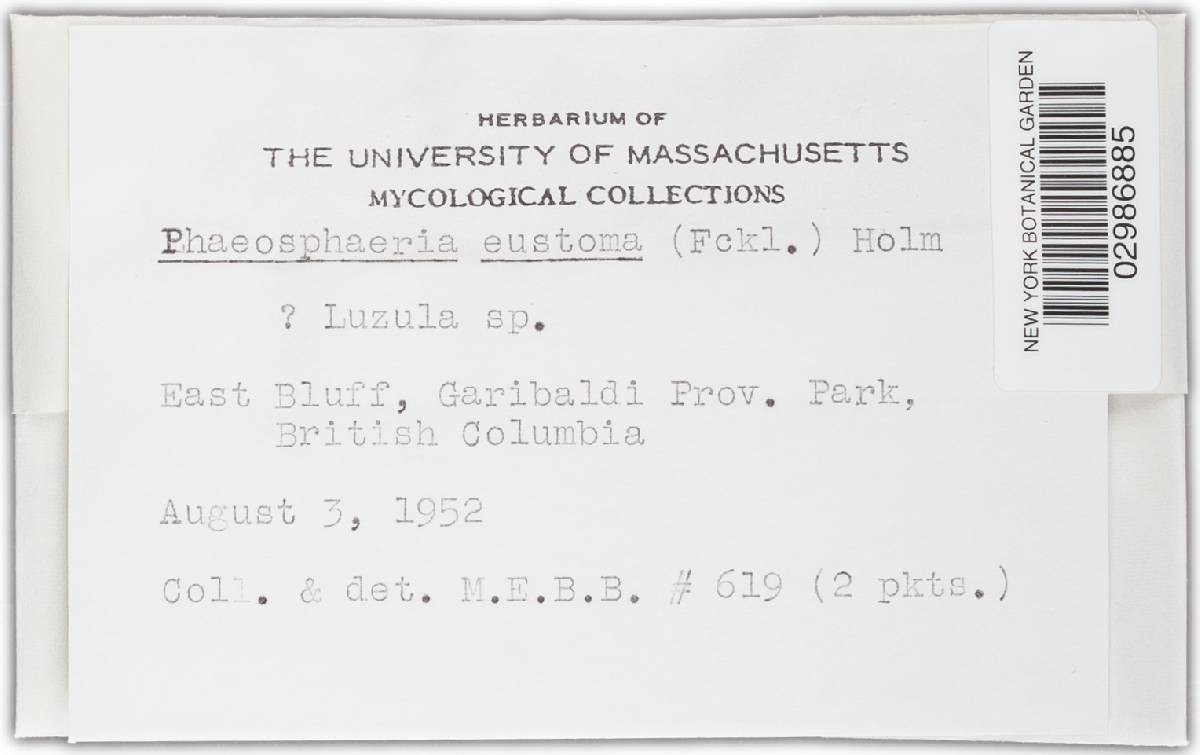 HERBARIUM OF
THE UNIVERSITY OF MASSACHUSETTS
MYCOLOGICAL COLLECTIONS
Phaeosphaeria eustoma (Fckl.) Holm
? Luzula sp.
East Bluff, Garibaldi Prov. Park,
British Columbia
August 3, 1952
Coll. & det. M.E.B.B. # 619 (2 pkts.)
NEW YORK BOTANICAL GARDEN
02986885